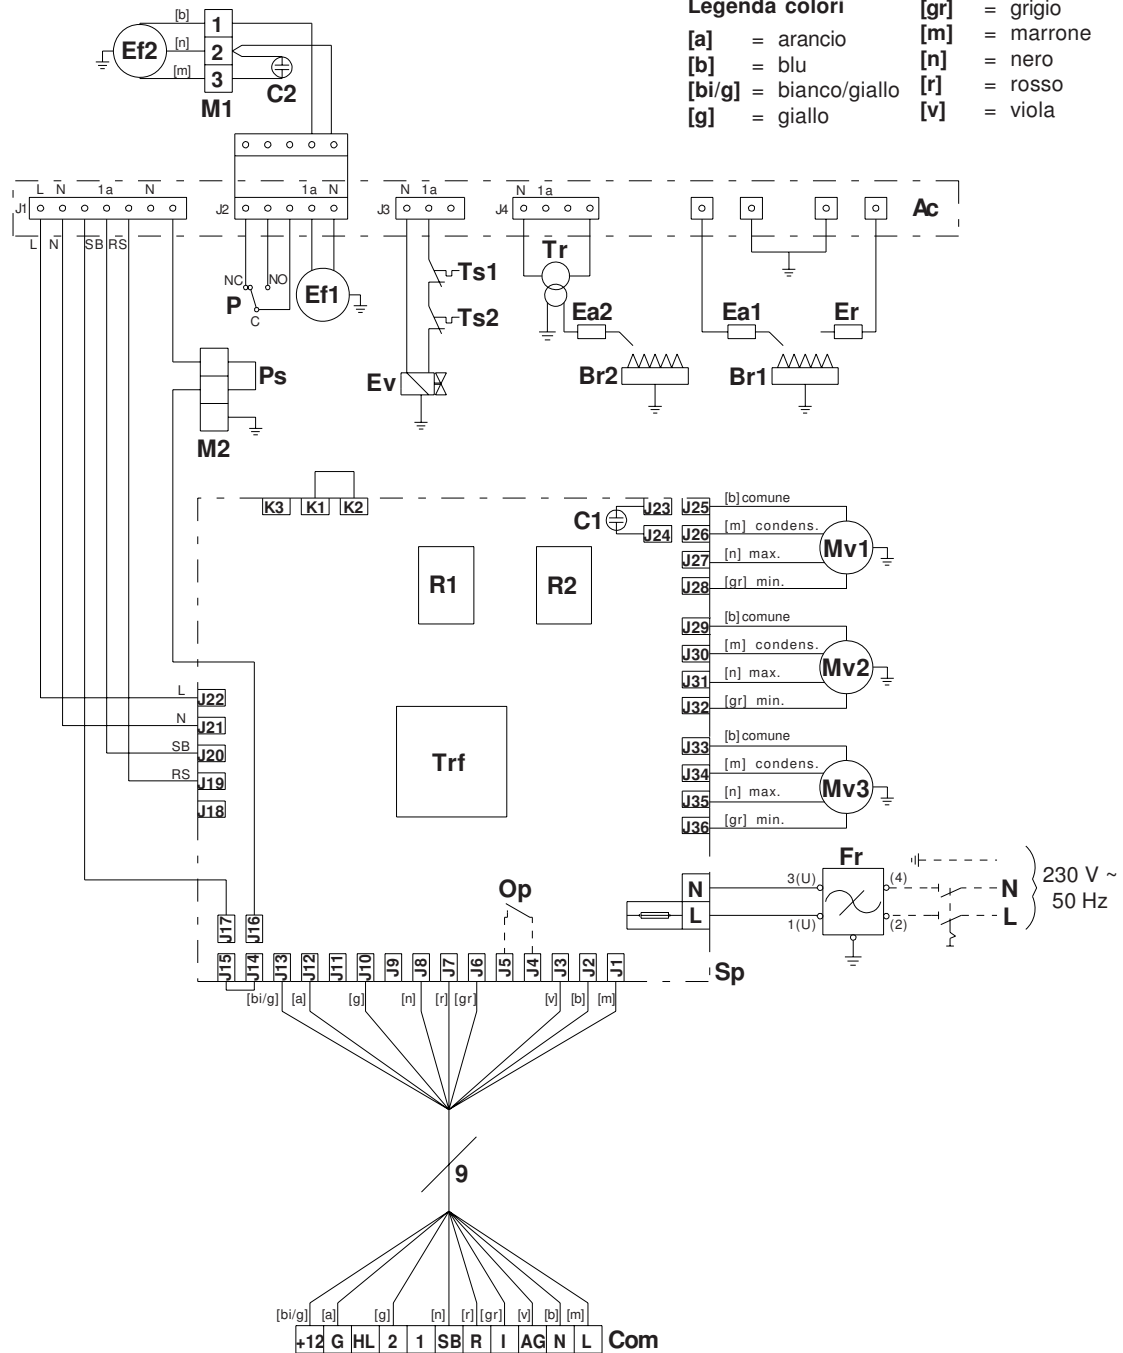 Legenda colori
[a] = arancio
[b] = blu
[bi/g] = bianco/giallo
[g] = giallo
[gr] = grigio
[m] = marrone
[n] = nero
[r] = rosso
[v] = viola
[b] 1
Ef2 [n] 2
[m] 3 C2
M1
L N 1a N
J1
1a N
J2
N 1a
J3
N 1a
J4
Ac
L N SB RS
NC NO
P C
Ef1
Ts1
Ts2
Ev
Tr
Ea2
Br2
Ea1
Er
Br1
Ps
M2
K3 K1 K2
C1
J23
J24
R1 R2
Trf
J25 [b] comune
J26 [m] condens.
J27 [n] max.
J28 [gr] min.
Mv1
J29 [b] comune
J30 [m] condens.
J31 [n] max.
J32 [gr] min.
Mv2
J33 [b] comune
J34 [m] condens.
J35 [n] max.
J36 [gr] min.
Mv3
L J22
N J21
SB J20
RS J19
J18
J17 J16
Op
N
L
Fr
3(U) (4)
1(U) (2)
N
L
230 V ~
50 Hz
J15 J14 J13 J12 J11 J10 J9 J8 J7 J6 J5 J4 J3 J2 J1
Sp
[bi/g] [a] [g] [n] [r] [gr] [v] [b] [m]
9
[bi/g] [a] [g] [n] [r] [gr] [v] [b] [m]
+12 G HL 2 1 SB R I AG N L Com